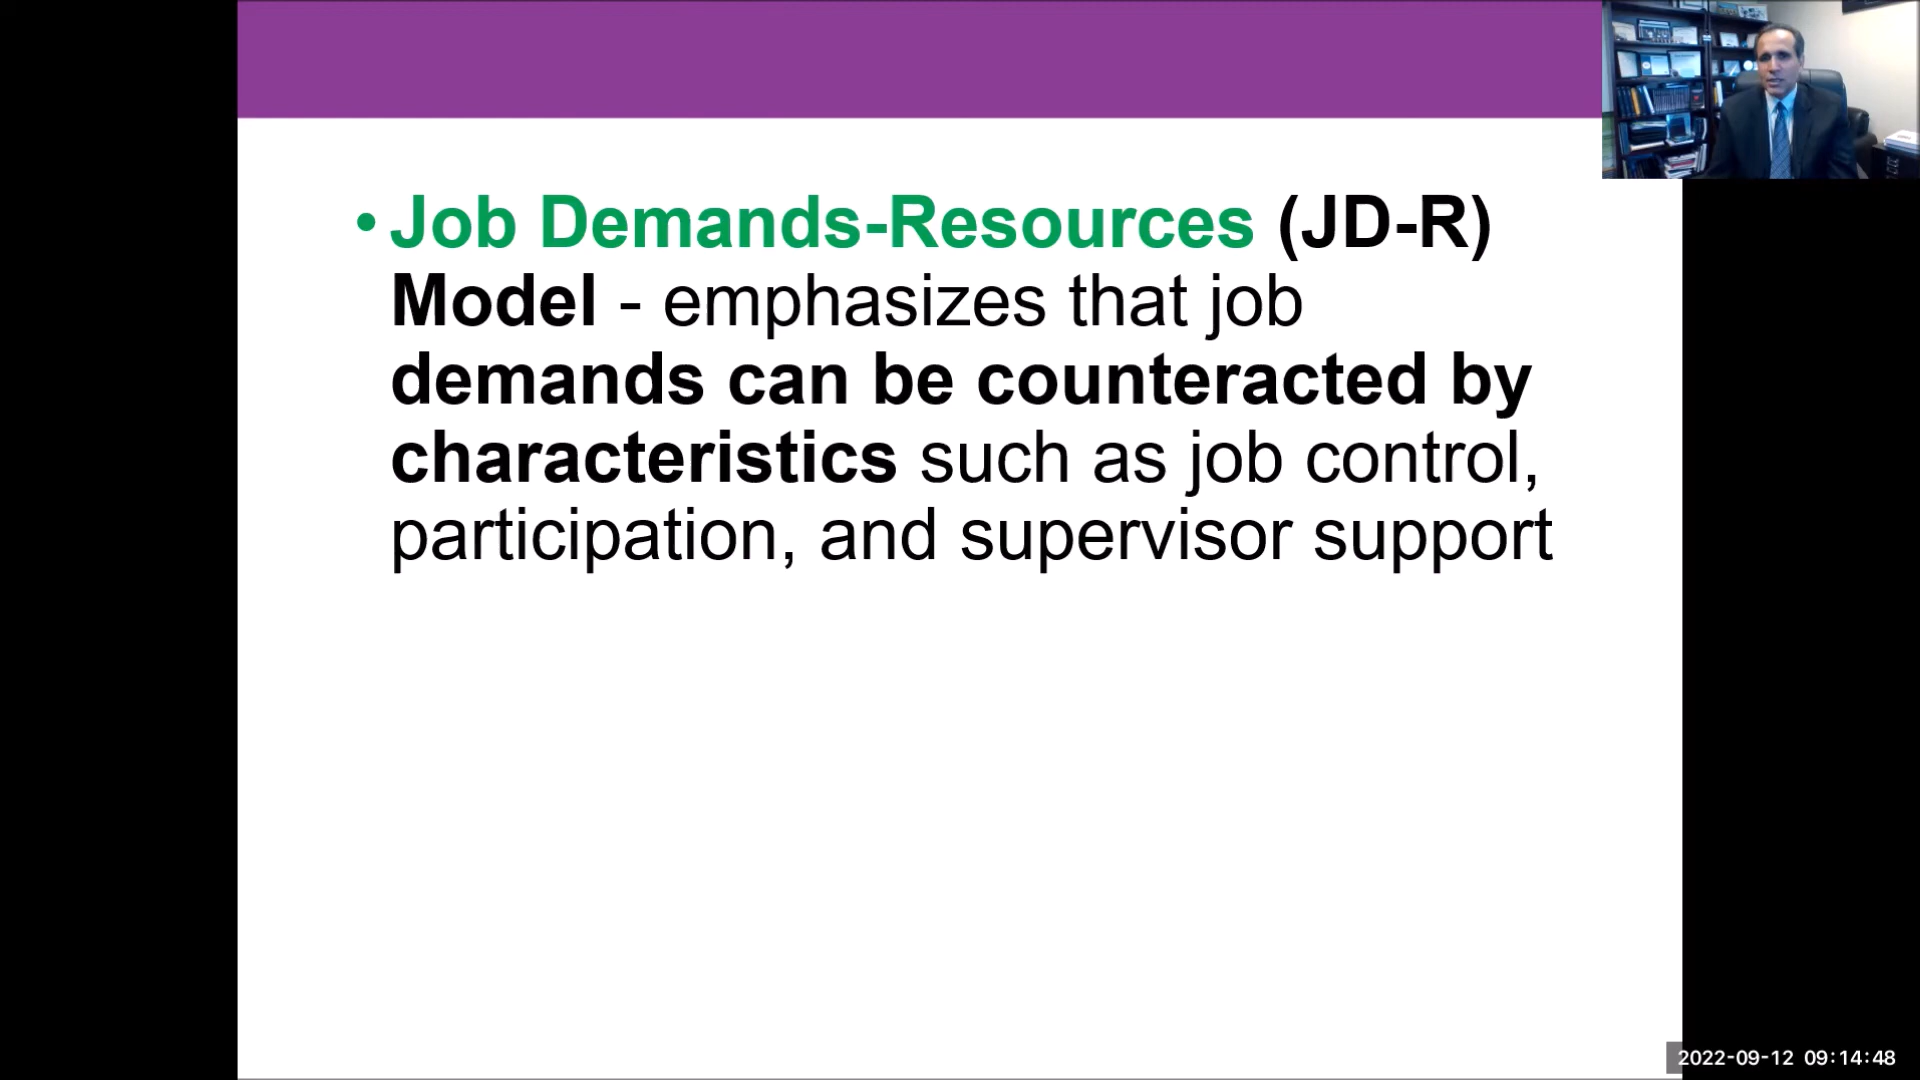 • Job Demands-Resources (JD-R)
Model - emphasizes that job
demands can be counteracted by
characteristics such as job control,
participation, and supervisor support
2022-09-12 09:14:48